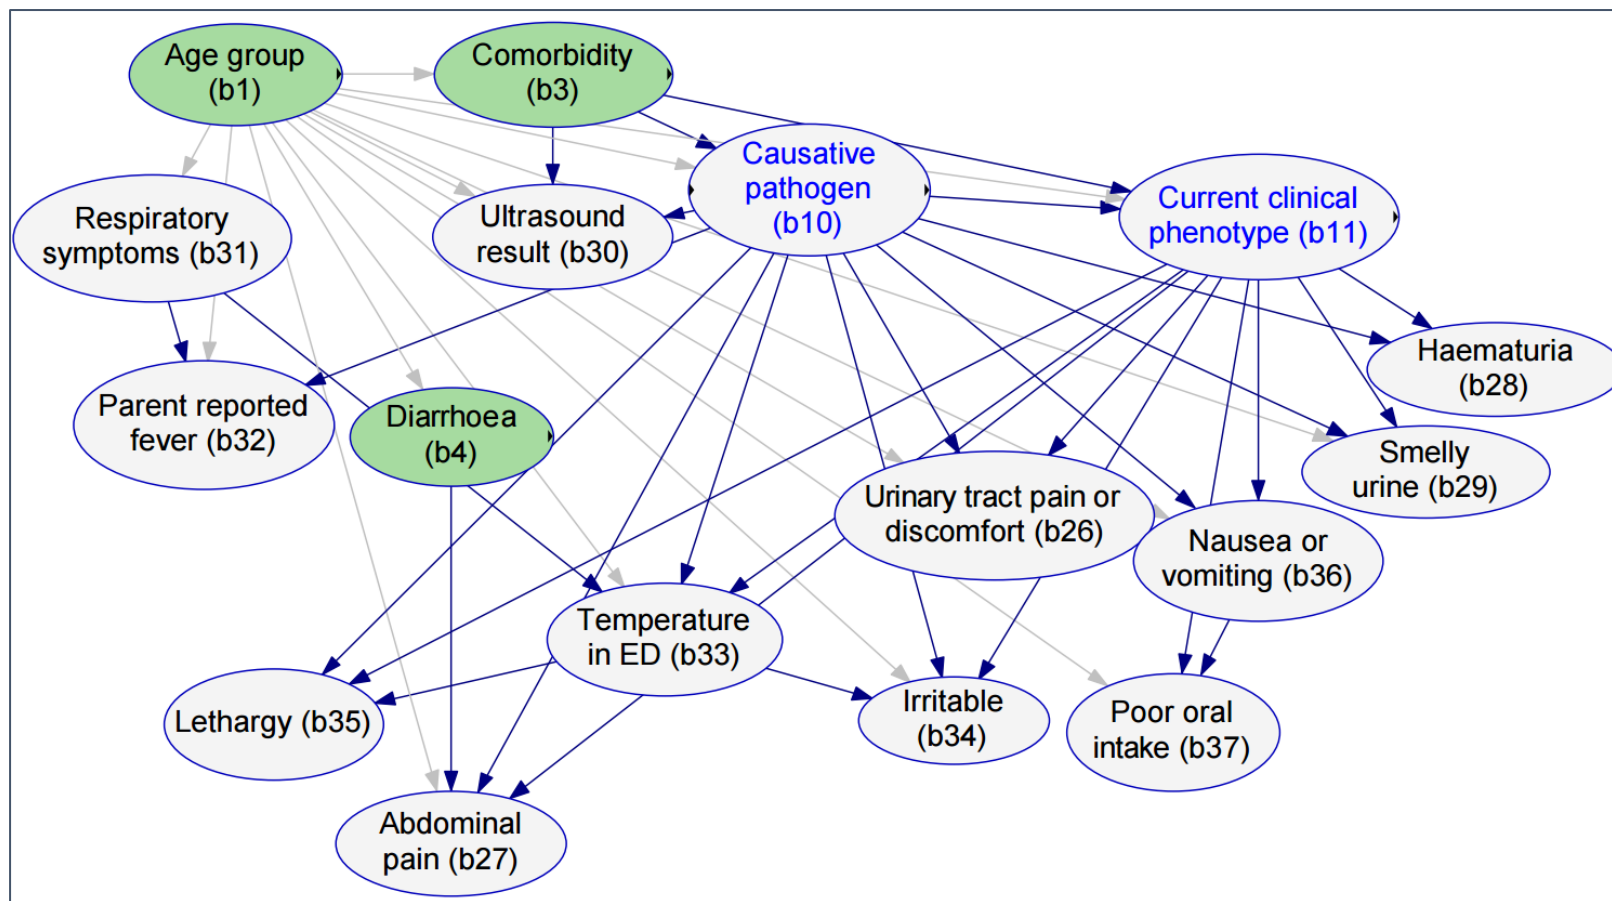 Age group
(b1)
Comorbidity
(b3)
Causative
pathogen
(b10)
Current clinical
phenotype (b11)
Respiratory
symptoms (b31)
Ultrasound
result (b30)
Haematuria
(b28)
Parent reported
fever (b32)
Diarrhoea
(b4)
Smelly
urine (b29)
Urinary tract pain or
discomfort (b26)
Nausea or
vomiting (b36)
Temperature
in ED (b33)
Lethargy (b35)
Irritable
(b34)
Poor oral
intake (b37)
Abdominal
pain (b27)